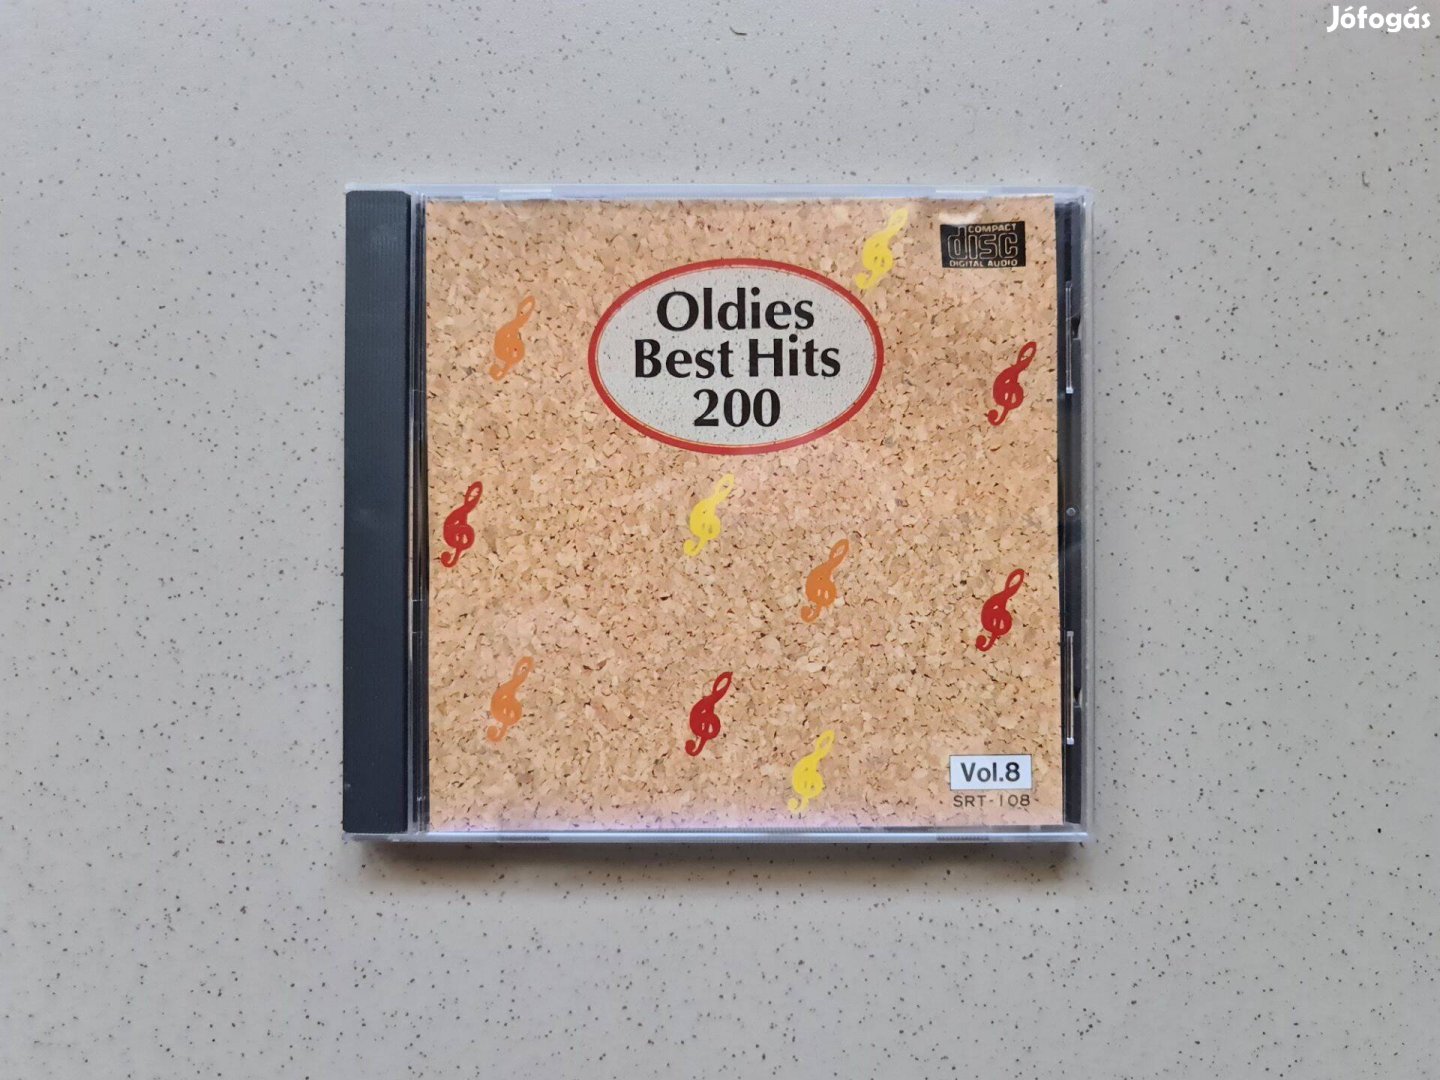 Jófogás
COMPACT
disc
DIGITAL AUDIO
Oldies
Best Hits
200
Vol.8
SRT-108